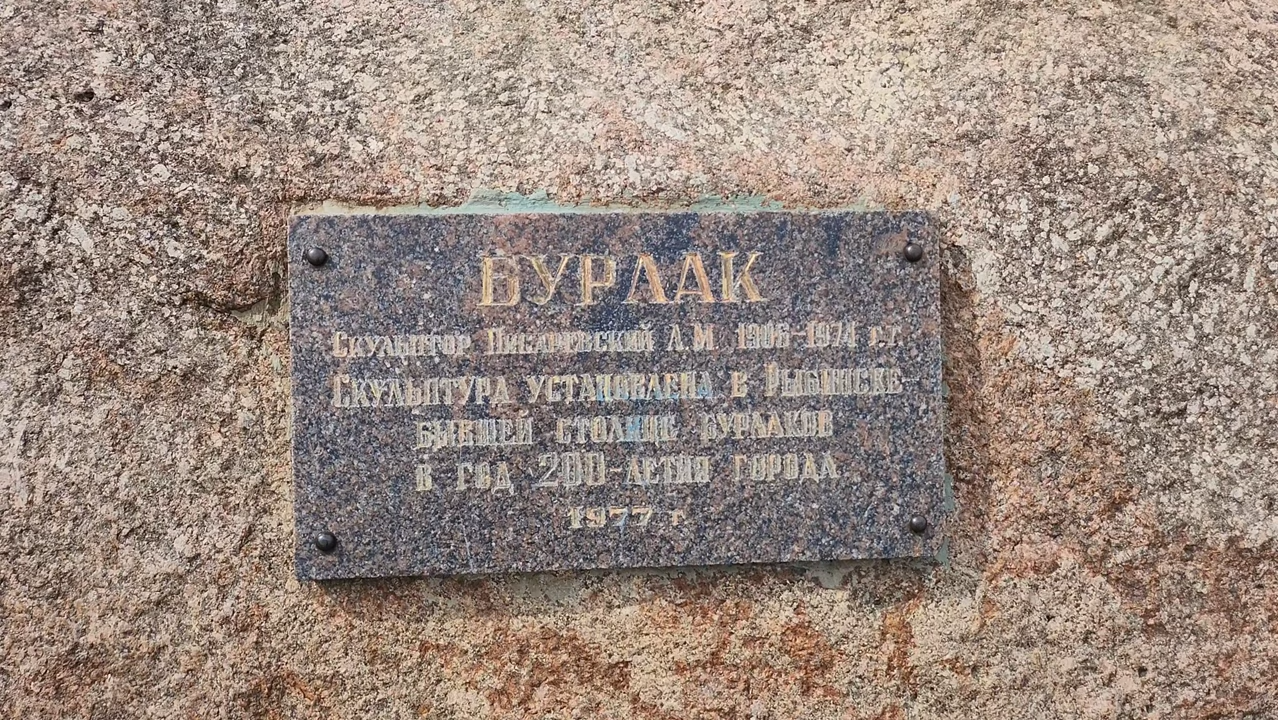 БУРЛАК
Скульптор Писаревский Л.М. 1906-1974 г.г.
Скульптура установлена в Рыбинске-
бывшей столице бурлаков
в год 200-летия города
1977 г.